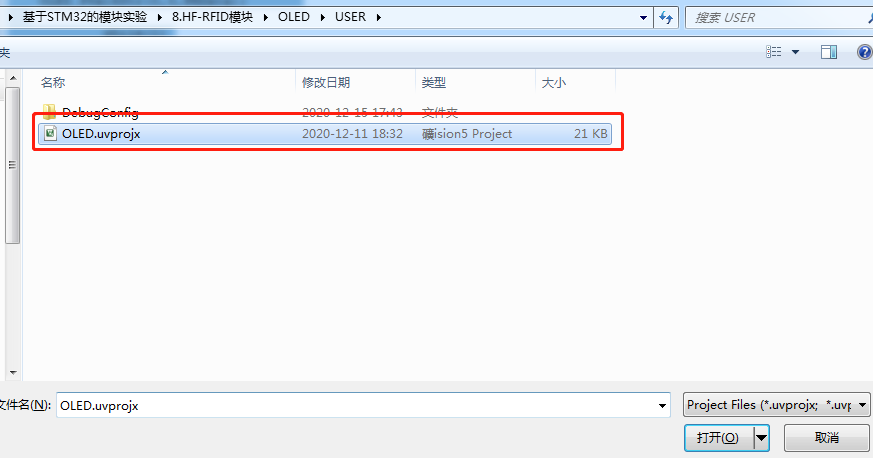 基于STM32的模块实验 8.HF-RFID模块 OLED USER 搜索 USER
夹
名称 修改日期 类型 大小
DebugConfig 2020-12-15 17:43 文件夹
OLED.uvprojx 2020-12-11 18:32 礦ision5 Project 21 KB
文件名(N): OLED.uvprojx Project Files (*.uvprojx; *.uvp
打开(O) 取消